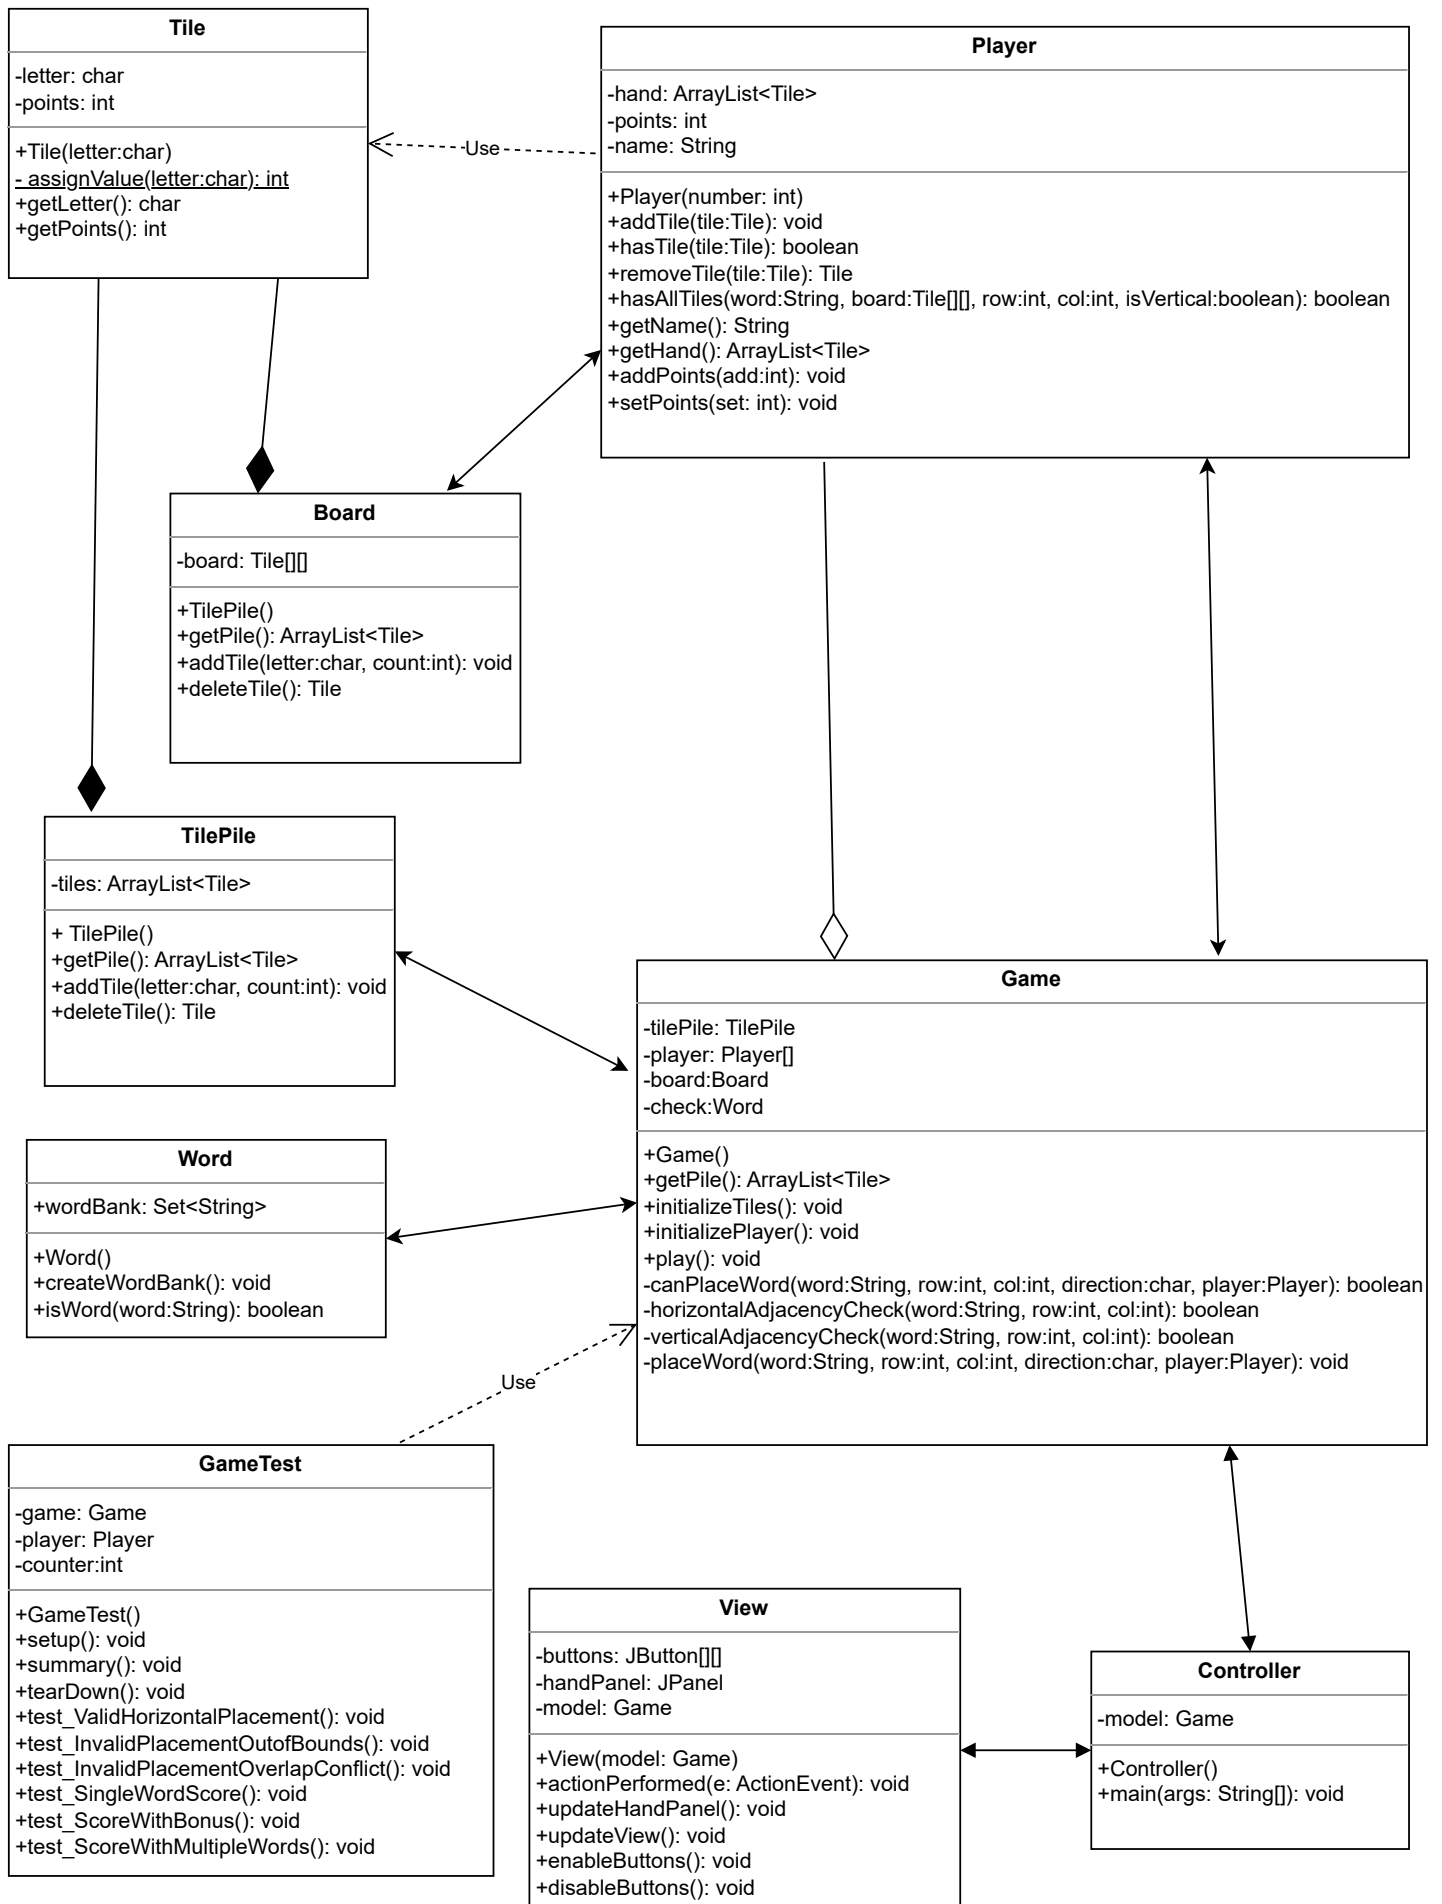 Tile
-letter: char
-points: int
+Tile(letter:char)
- assignValue(letter:char): int
+getLetter(): char
+getPoints(): int
Use
Player
-hand: ArrayList<Tile>
-points: int
-name: String
+Player(number: int)
+addTile(tile:Tile): void
+hasTile(tile:Tile): boolean
+removeTile(tile:Tile): Tile
+hasAllTiles(word:String, board:Tile[][], row:int, col:int, isVertical:boolean): boolean
+getName(): String
+getHand(): ArrayList<Tile>
+addPoints(add:int): void
+setPoints(set: int): void
Board
-board: Tile[][]
+TilePile()
+getPile(): ArrayList<Tile>
+addTile(letter:char, count:int): void
+deleteTile(): Tile
TilePile
-tiles: ArrayList<Tile>
+ TilePile()
+getPile(): ArrayList<Tile>
+addTile(letter:char, count:int): void
+deleteTile(): Tile
Game
-tilePile: TilePile
-player: Player[]
-board:Board
-check:Word
+Game()
+getPile(): ArrayList<Tile>
+initializeTiles(): void
+initializePlayer(): void
+play(): void
-canPlaceWord(word:String, row:int, col:int, direction:char, player:Player): boolean
-horizontalAdjacencyCheck(word:String, row:int, col:int): boolean
-verticalAdjacencyCheck(word:String, row:int, col:int): boolean
-placeWord(word:String, row:int, col:int, direction:char, player:Player): void
Word
+wordBank: Set<String>
+Word()
+createWordBank(): void
+isWord(word:String): boolean
Use
GameTest
-game: Game
-player: Player
-counter:int
+GameTest()
+setup(): void
+summary(): void
+tearDown(): void
+test_ValidHorizontalPlacement(): void
+test_InvalidPlacementOutofBounds(): void
+test_InvalidPlacementOverlapConflict(): void
+test_SingleWordScore(): void
+test_ScoreWithBonus(): void
+test_ScoreWithMultipleWords(): void
View
-buttons: JButton[][]
-handPanel: JPanel
-model: Game
+View(model: Game)
+actionPerformed(e: ActionEvent): void
+updateHandPanel(): void
+updateView(): void
+enableButtons(): void
+disableButtons(): void
Controller
-model: Game
+Controller()
+main(args: String[]): void